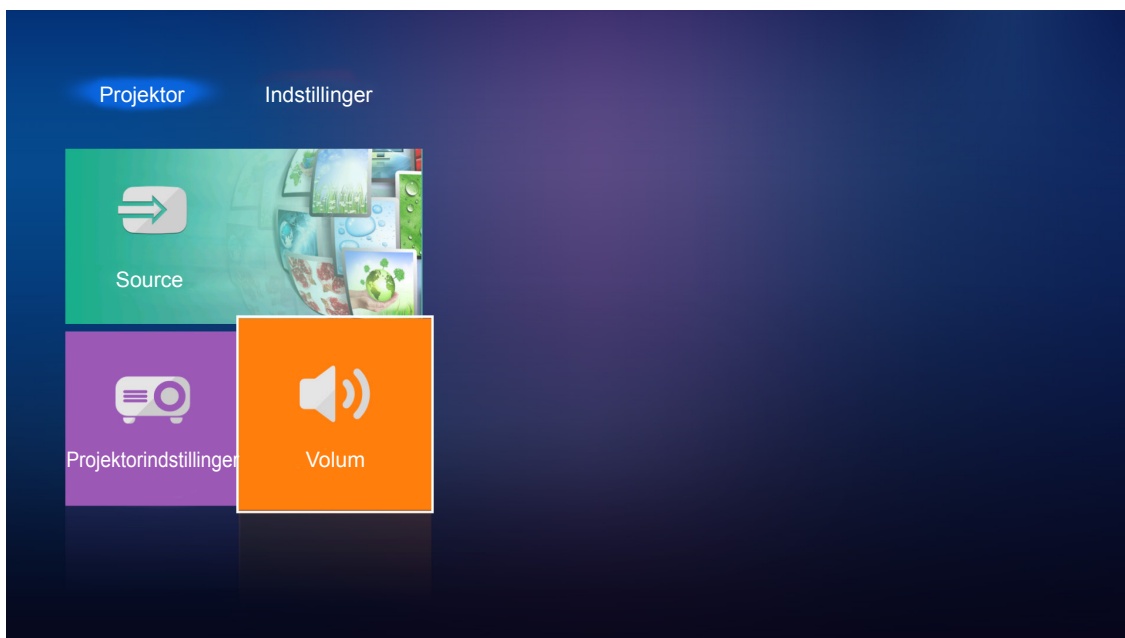 Projektor
Indstillinger
Source
Projektorindstillinger
Volum